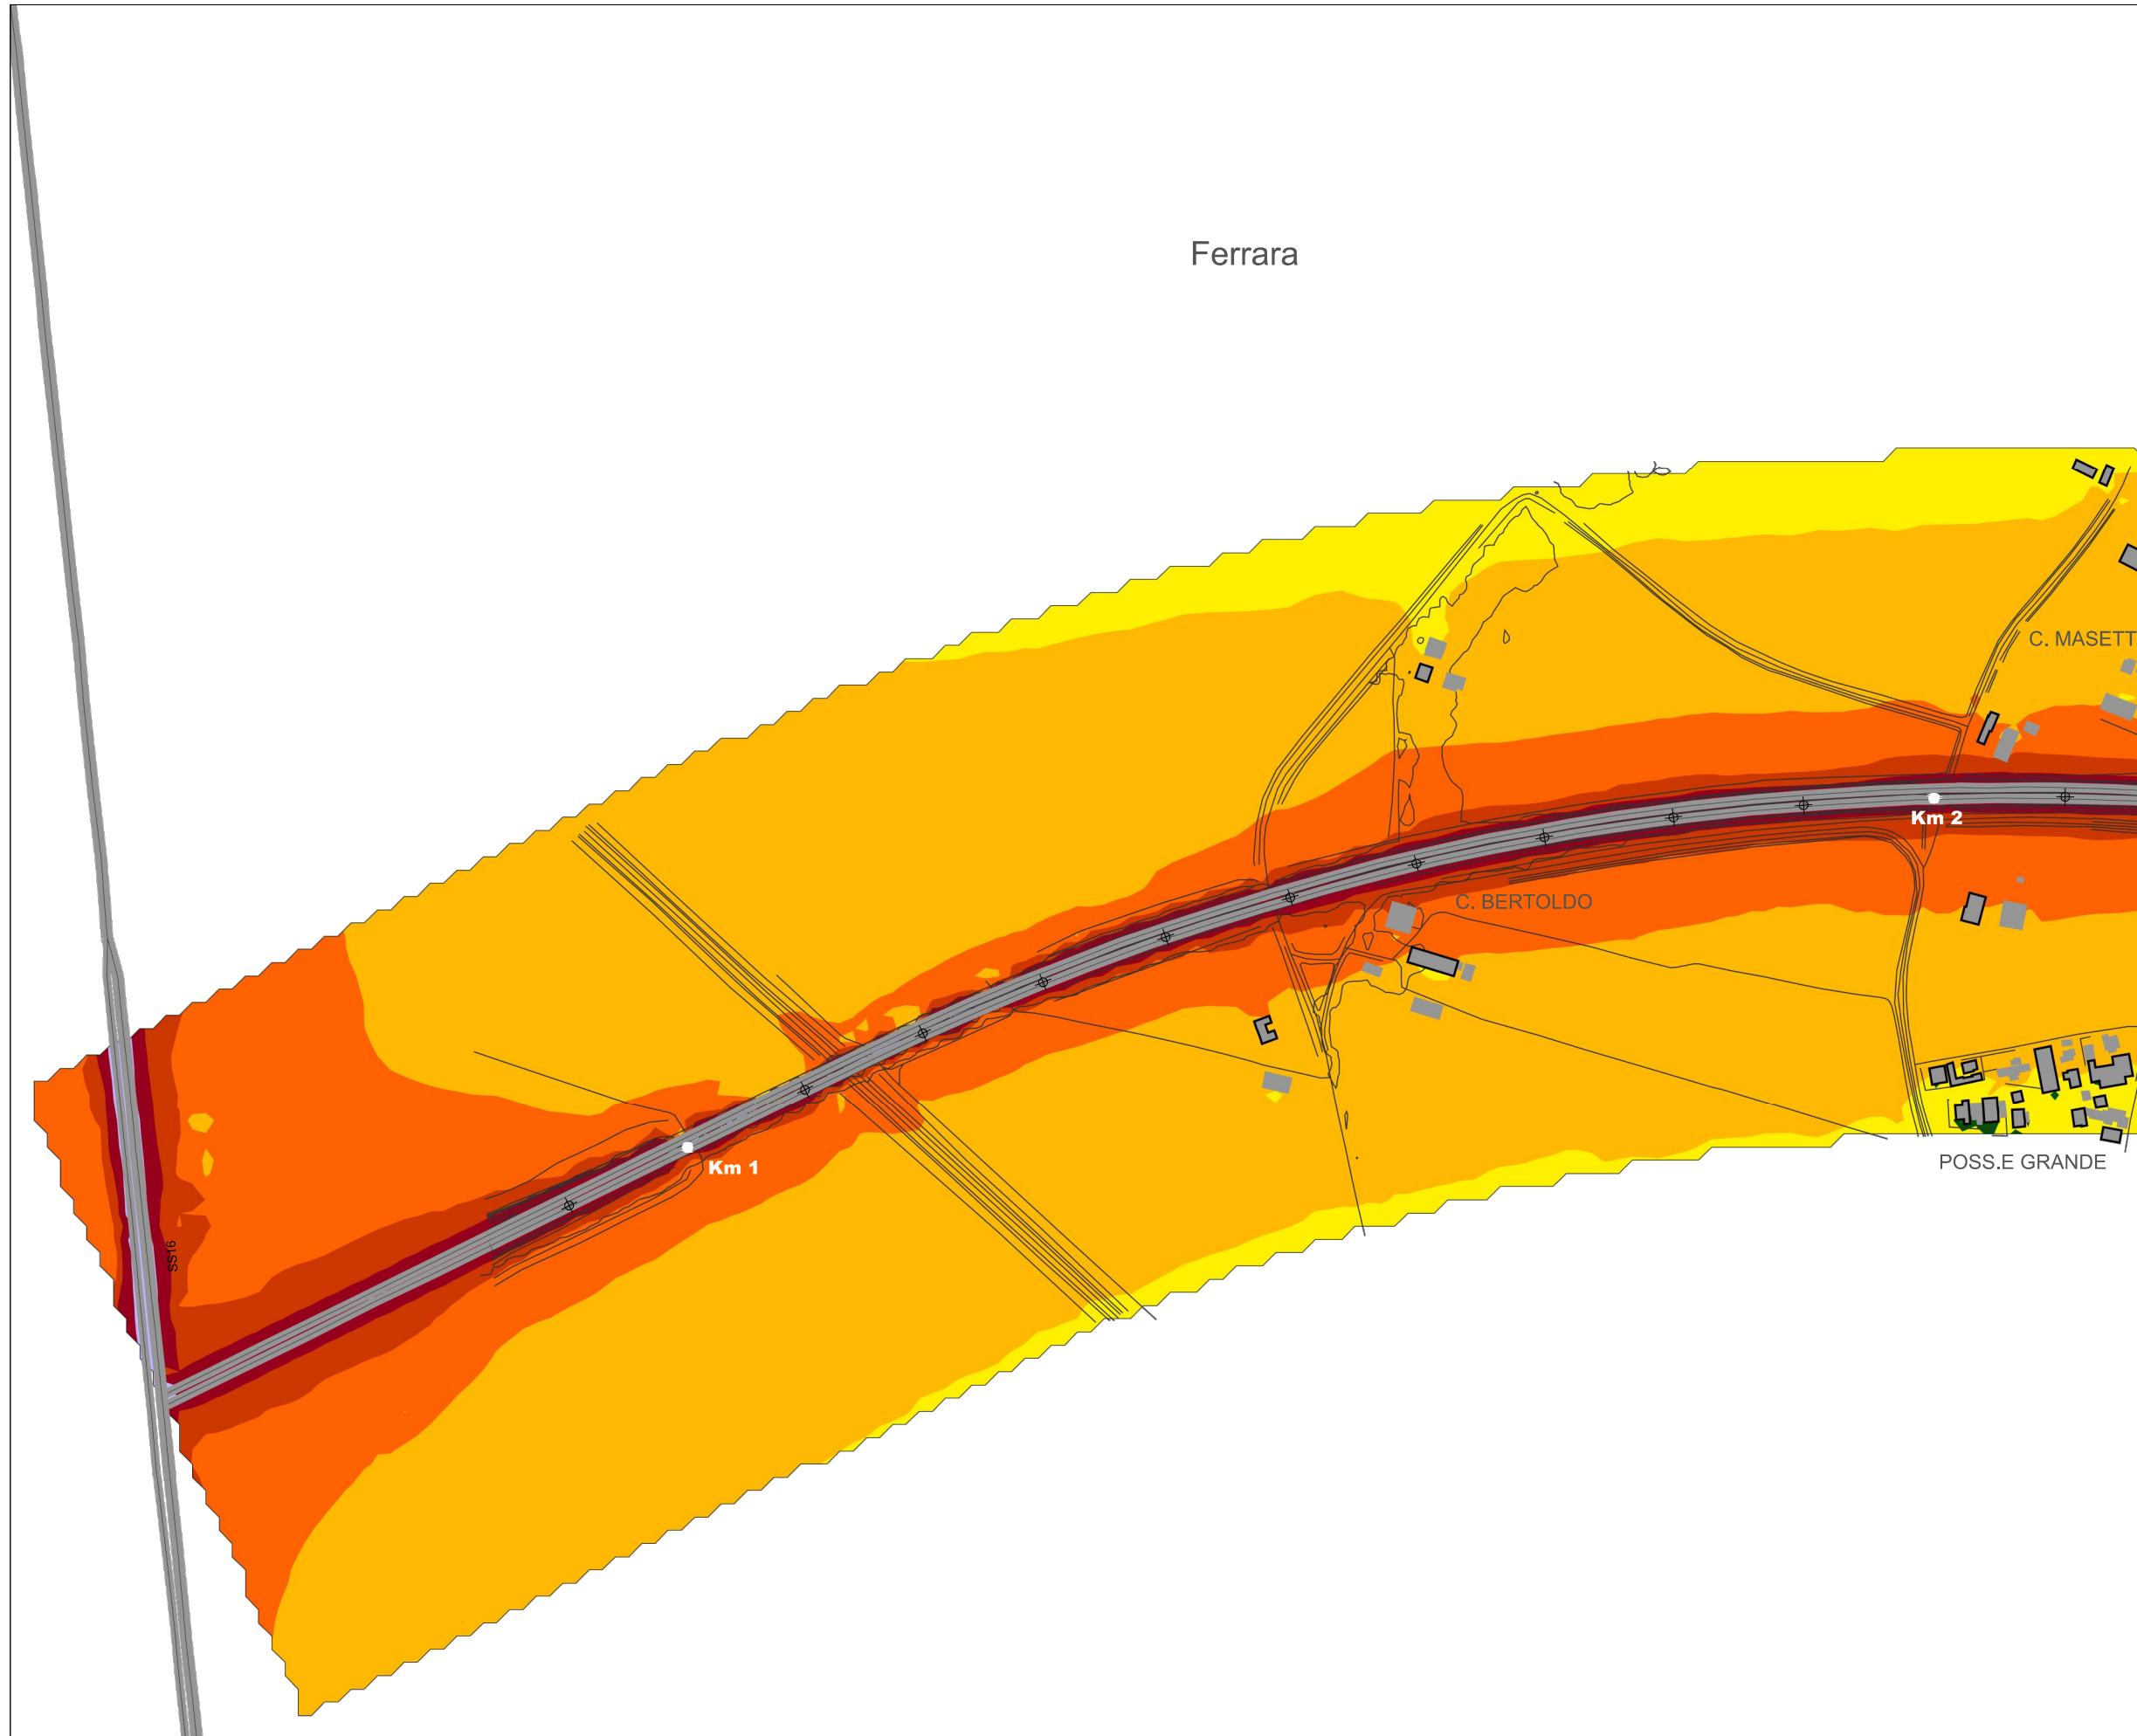 Ferrara
C. MASETT
Km 2
C. BERTOLDO
Km 1
POSS.E GRANDE
SS16